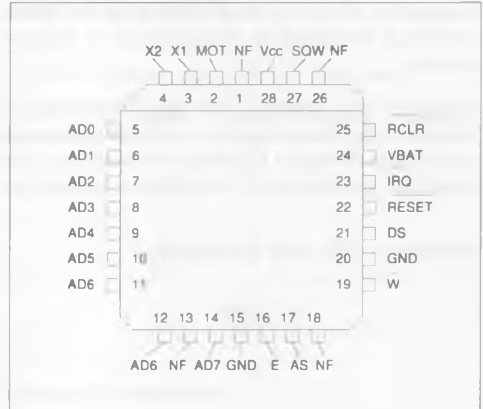 X2 X1 MOT NF Vcc SQW NF
4 3 2 1 28 27 26
AD0 5 25 RCLR
AD1 6 24 VBAT
AD2 7 23 IRQ
AD3 8 22 RESET
AD4 9 21 DS
AD5 10 20 GND
AD6 11 19 W
12 13 14 15 16 17 18
AD6 NF AD7 GND E AS NF